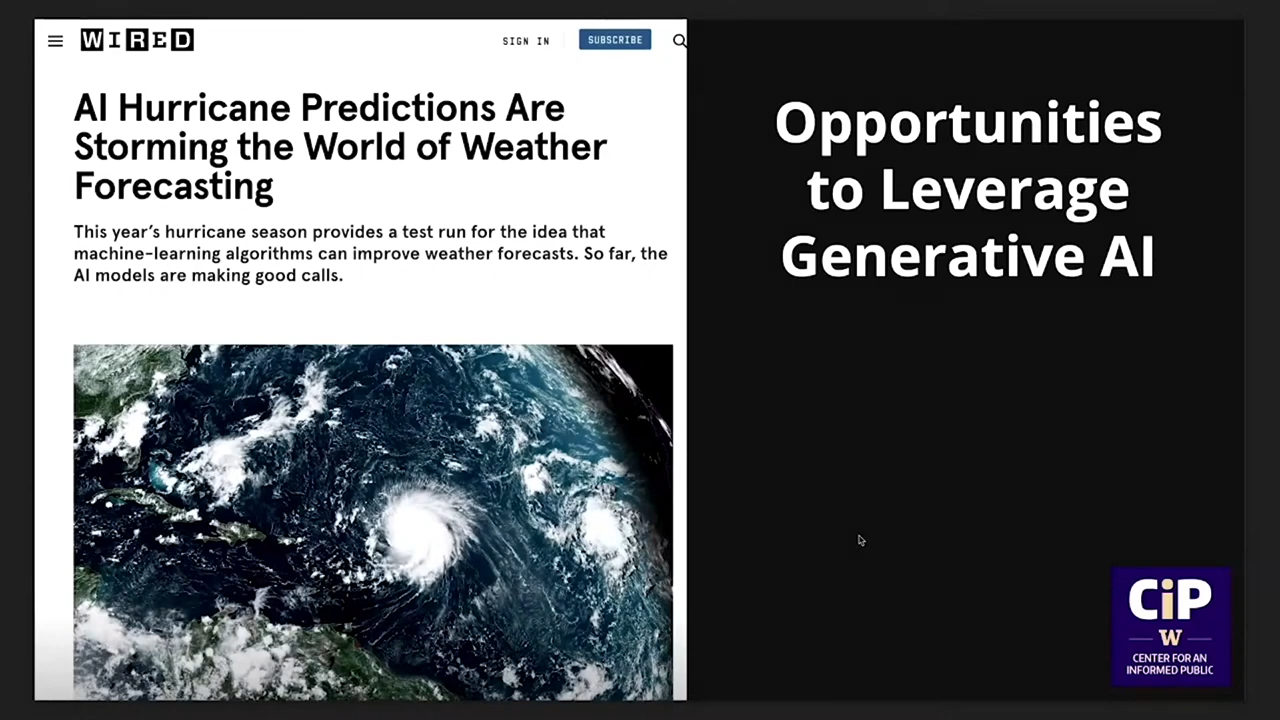 WIRED
SIGN IN
SUBSCRIBE
AI Hurricane Predictions Are
Storming the World of Weather
Forecasting
This year's hurricane season provides a test run for the idea that
machine-learning algorithms can improve weather forecasts. So far, the
AI models are making good calls.
Opportunities
to Leverage
Generative AI
CiP
W
CENTER FOR AN
INFORMED PUBLIC